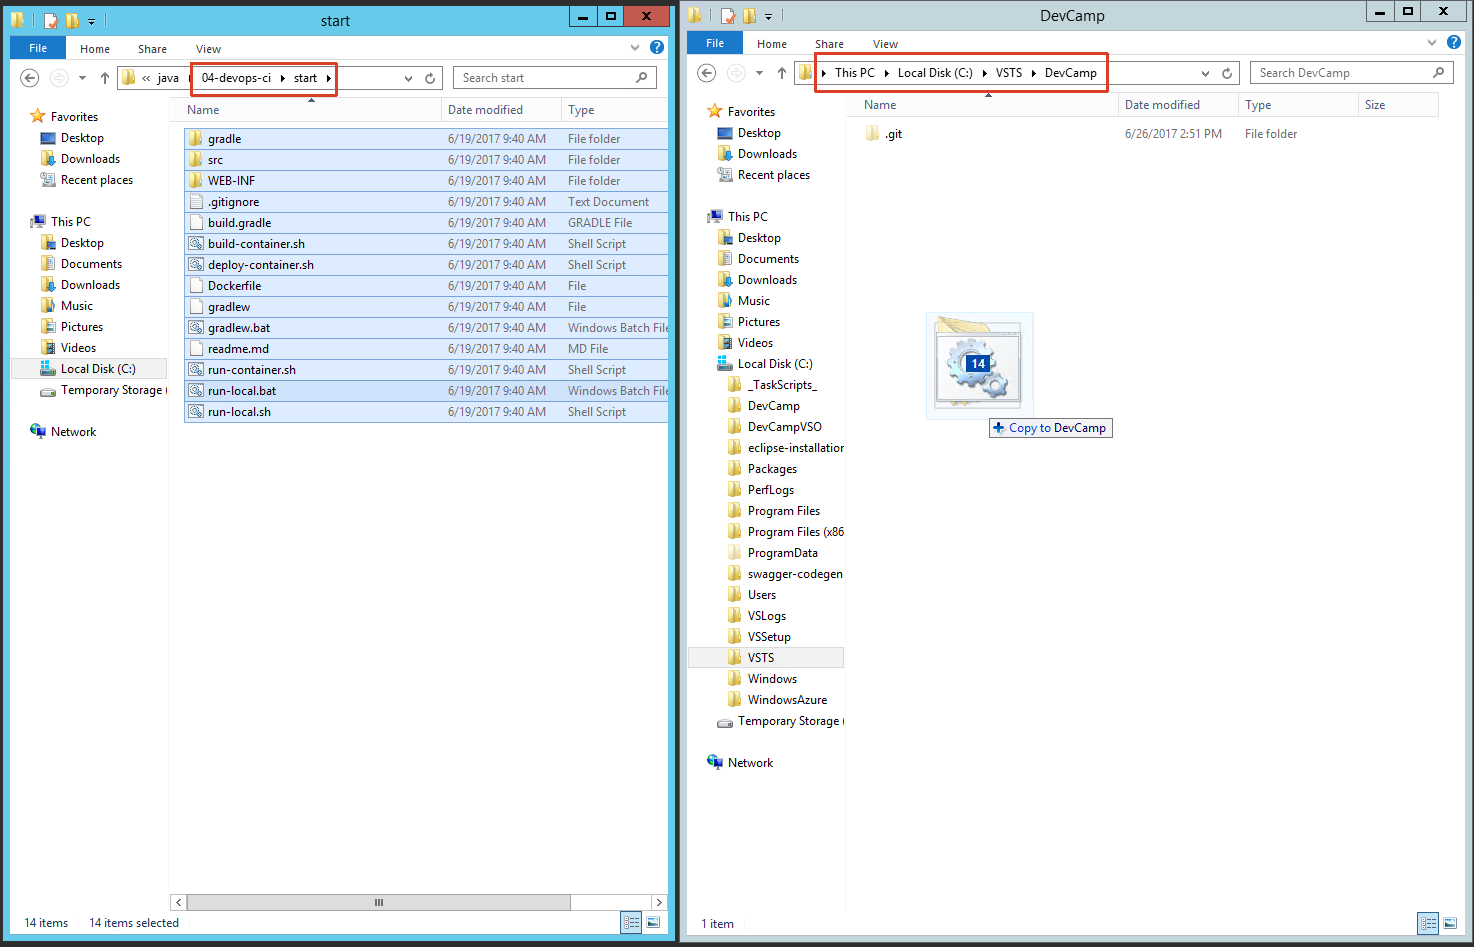 start
File Home Share View
« java 04-devops-ci start
Search start
Favorites
Desktop
Downloads
Recent places
This PC
Desktop
Documents
Downloads
Music
Pictures
Videos
Local Disk (C:)
Temporary Storage (
Network
Name Date modified Type
gradle 6/19/2017 9:40 AM File folder
src 6/19/2017 9:40 AM File folder
WEB-INF 6/19/2017 9:40 AM File folder
.gitignore 6/19/2017 9:40 AM Text Document
build.gradle 6/19/2017 9:40 AM GRADLE File
build-container.sh 6/19/2017 9:40 AM Shell Script
deploy-container.sh 6/19/2017 9:40 AM Shell Script
Dockerfile 6/19/2017 9:40 AM File
gradlew 6/19/2017 9:40 AM File
gradlew.bat 6/19/2017 9:40 AM Windows Batch File
readme.md 6/19/2017 9:40 AM MD File
run-container.sh 6/19/2017 9:40 AM Shell Script
run-local.bat 6/19/2017 9:40 AM Windows Batch File
run-local.sh 6/19/2017 9:40 AM Shell Script
14 items 14 items selected
DevCamp
File Home Share View
This PC Local Disk (C:) VSTS DevCamp
Search DevCamp
Favorites
Desktop
Downloads
Recent places
This PC
Desktop
Documents
Downloads
Music
Pictures
Videos
Local Disk (C:)
_TaskScripts_
DevCamp
DevCampVSO
eclipse-installation
Packages
PerfLogs
Program Files
Program Files (x86
ProgramData
swagger-codegen
Users
VSLogs
VSSetup
VSTS
Windows
WindowsAzure
Temporary Storage (
Network
Name Date modified Type Size
.git 6/26/2017 2:51 PM File folder
14
Copy to DevCamp
1 item